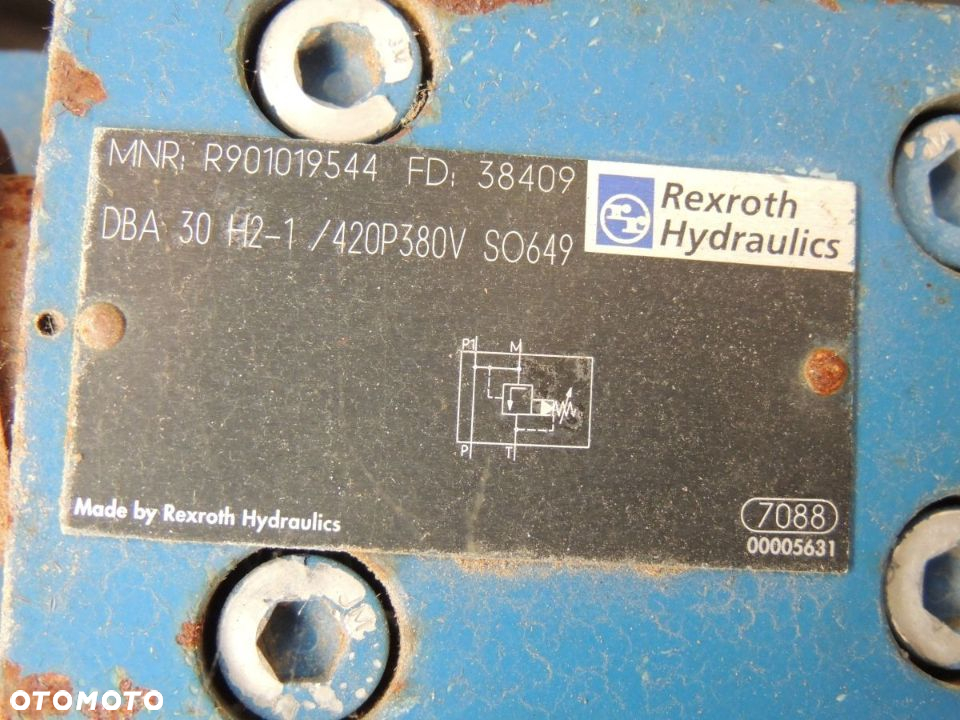 MNR: R901019544 FD: 38409
DBA 30 H2-1 /420P380V SO649
Rexroth
Hydraulics
P1 M
P T
Made by Rexroth Hydraulics
7088
00005631
OTOMOTO